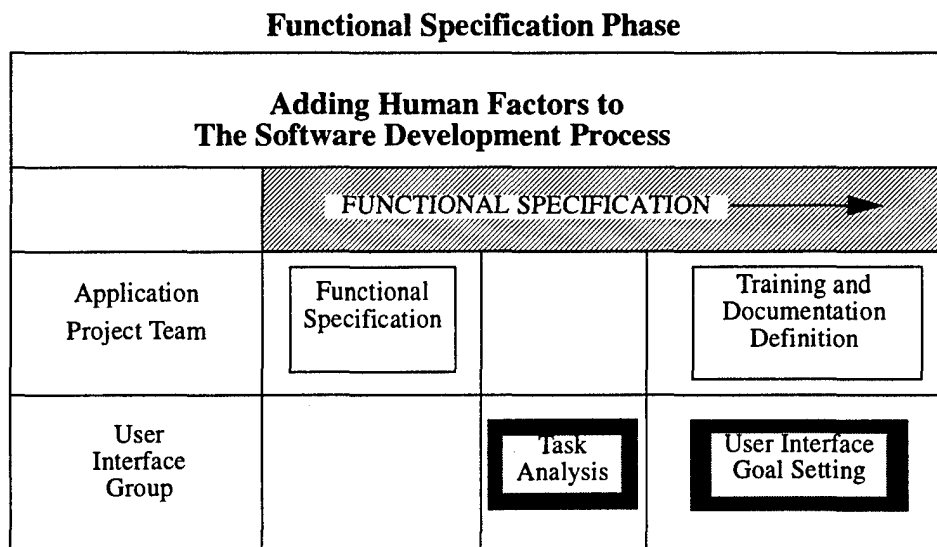 Functional Specification Phase
Adding Human Factors to
The Software Development Process
FUNCTIONAL SPECIFICATION
Application
Project Team
Functional
Specification
Training and
Documentation
Definition
User
Interface
Group
Task
Analysis
User Interface
Goal Setting